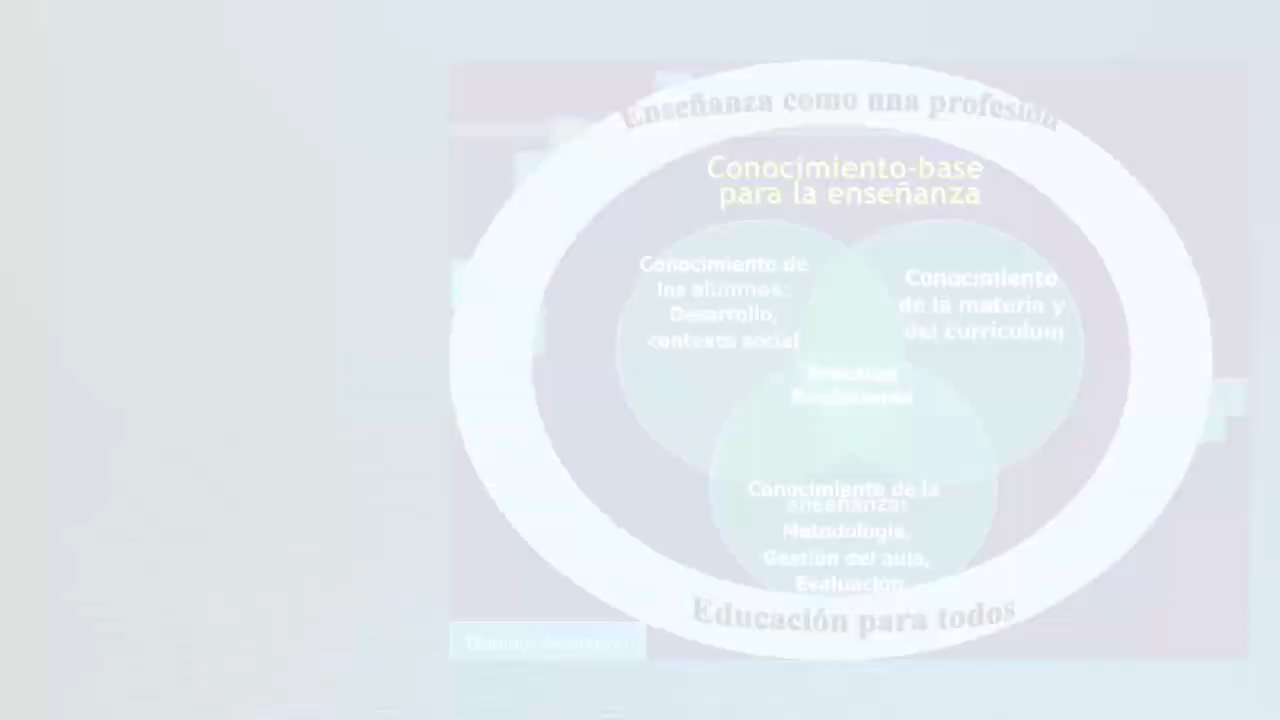 Enseñanza como una profesión
Conocimiento-base
para la enseñanza
Conocimiento de
los alumnos:
Desarrollo,
contexto social
Conocimiento
de la materia y
del curriculum
Conocimiento de la
enseñanza:
Metodología,
Gestión del aula,
Evaluación
Educación para todos